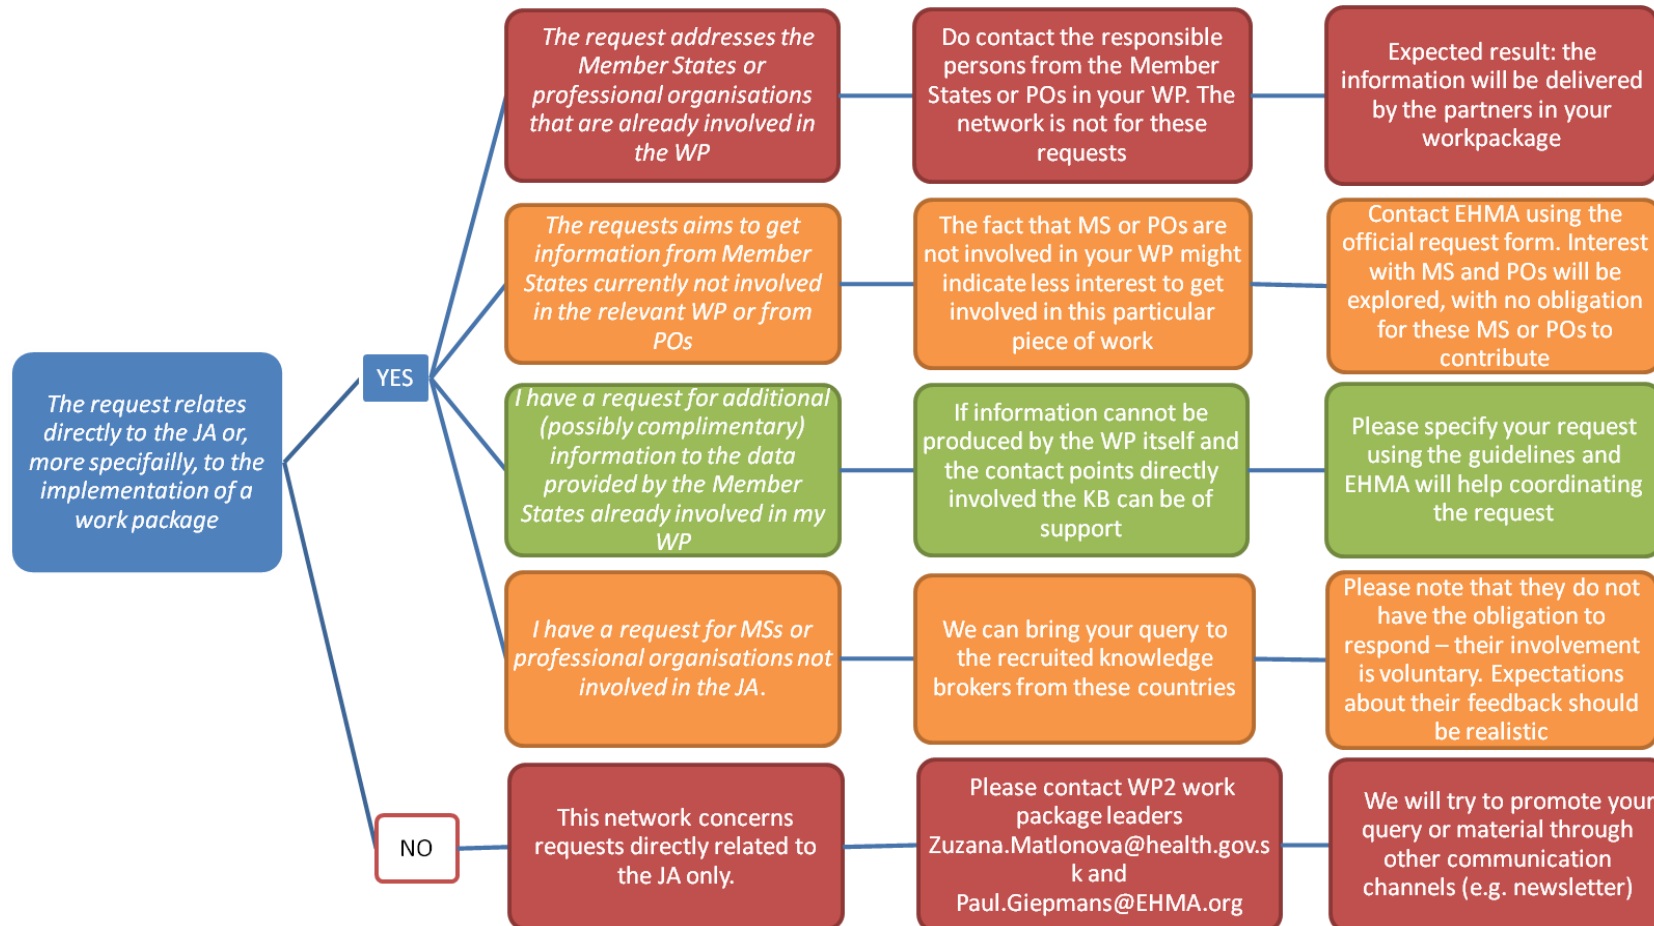 The request relates
directly to the JA or,
more specifailly, to the
implementation of a
work package
YES
NO
The request addresses the
Member States or
professional organisations
that are already involved in
the WP
Do contact the responsible
persons from the Member
States or POs in your WP. The
network is not for these
requests
Expected result: the
information will be delivered
by the partners in your
workpackage
The requests aims to get
information from Member
States currently not involved
in the relevant WP or from
POs
The fact that MS or POs are
not involved in your WP might
indicate less interest to get
involved in this particular
piece of work
Contact EHMA using the
official request form. Interest
with MS and POs will be
explored, with no obligation
for these MS or POs to
contribute
I have a request for additional
(possibly complimentary)
information to the data
provided by the Member
States already involved in my
WP
If information cannot be
produced by the WP itself and
the contact points directly
involved the KB can be of
support
Please specify your request
using the guidelines and
EHMA will help coordinating
the request
I have a request for MSs or
professional organisations not
involved in the JA.
We can bring your query to
the recruited knowledge
brokers from these countries
Please note that they do not
have the obligation to
respond – their involvement
is voluntary. Expectations
about their feedback should
be realistic
This network concerns
requests directly related to
the JA only.
Please contact WP2 work
package leaders
Zuzana.Matlonova@health.gov.s
k and
Paul.Giepmans@EHMA.org
We will try to promote your
query or material through
other communication
channels (e.g. newsletter)